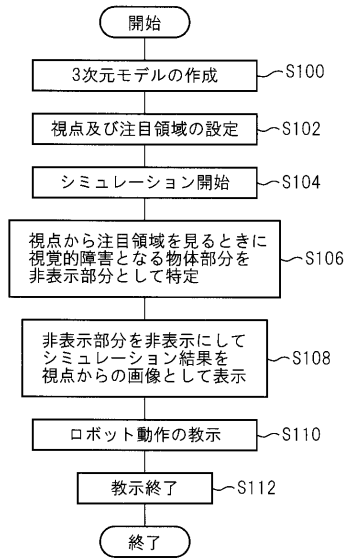 開始
3次元モデルの作成
S100
視点及び注目領域の設定
S102
シミュレーション開始
S104
視点から注目領域を見るときに
視覚的障害となる物体部分を
非表示部分として特定
S106
非表示部分を非表示にして
シミュレーション結果を
視点からの画像として表示
S108
ロボット動作の教示
S110
教示終了
S112
終了